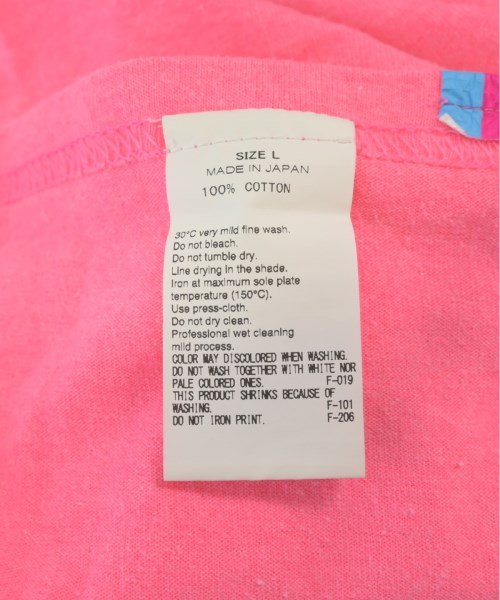 SIZE L
MADE IN JAPAN
100% COTTON
30°C very mild fine wash.
Do not bleach.
Do not tumble dry.
Line drying in the shade.
Iron at maximum sole plate
temperature (150°C).
Use press-cloth.
Do not dry clean.
Professional wet cleaning
mild process.
COLOR MAY DISCOLORED WHEN WASHING.
DO NOT WASH TOGETHER WITH WHITE NOR
PALE COLORED ONES. F-019
THIS PRODUCT SHRINKS BECAUSE OF
WASHING. F-101
DO NOT IRON PRINT. F-206